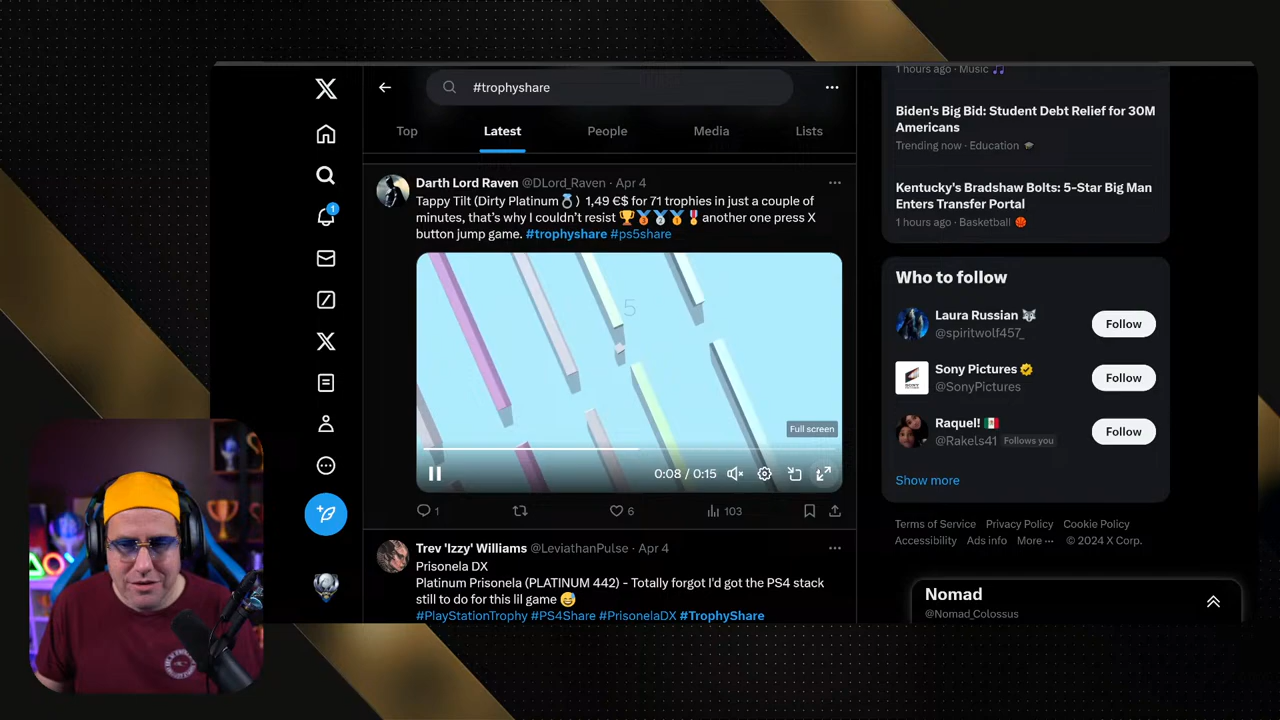 #trophyshare
Top
Latest
People
Media
Lists
1
Darth Lord Raven @DLord_Raven · Apr 4
Tappy Tilt (Dirty Platinum💍) 1,49 €$ for 71 trophies in just a couple of
minutes, that's why I couldn't resist 🏆🥉🥈🥇🎖️another one press X
button jump game. #trophyshare #ps5share
5
Full screen
0:08 / 0:15
1
6
103
Trev 'Izzy' Williams @LeviathanPulse · Apr 4
Prisonela DX
Platinum Prisonela (PLATINUM 442) - Totally forgot I'd got the PS4 stack
still to do for this lil game 😅
#PlayStationTrophy #PS4Share #PrisonelaDX #TrophyShare
1 hours ago · Music 🎵
Biden's Big Bid: Student Debt Relief for 30M
Americans
Trending now · Education 🎓
Kentucky's Bradshaw Bolts: 5-Star Big Man
Enters Transfer Portal
1 hours ago · Basketball 🏀
Who to follow
Laura Russian 🐺
@spiritwolf457_
Follow
Sony Pictures
@SonyPictures
Follow
Raquel! 🇲🇽
@Rakels41 Follows you
Follow
Show more
Terms of Service Privacy Policy Cookie Policy
Accessibility Ads info More ··· © 2024 X Corp.
Nomad
@Nomad_Colossus